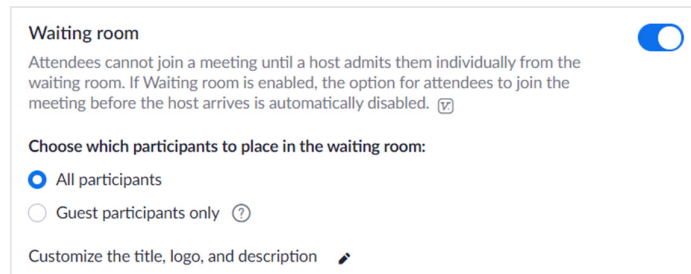 Waiting room
Attendees cannot join a meeting until a host admits them individually from the
waiting room. If Waiting room is enabled, the option for attendees to join the
meeting before the host arrives is automatically disabled.
Choose which participants to place in the waiting room:
All participants
Guest participants only ?
Customize the title, logo, and description